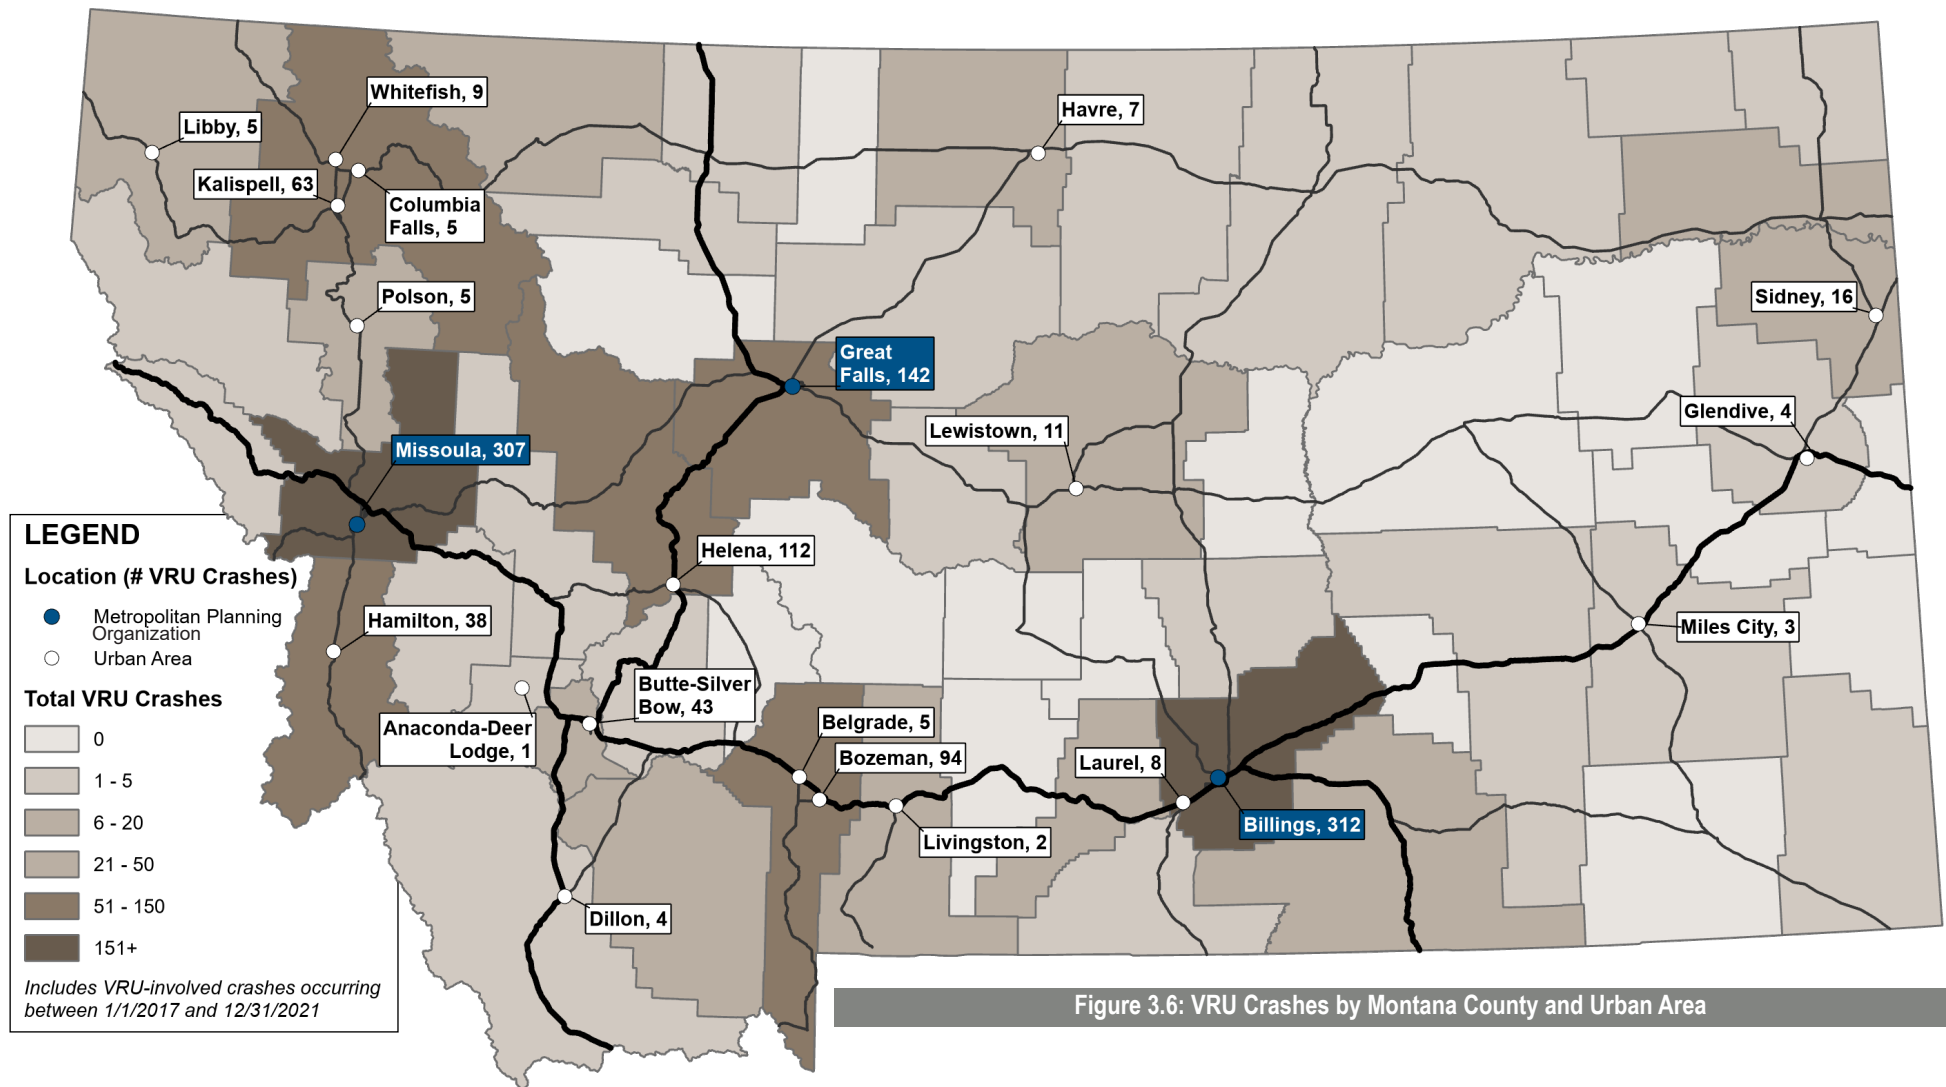 Whitefish, 9
Libby, 5
Havre, 7
Kalispell, 63
Columbia
Falls, 5
Polson, 5
Sidney, 16
Great
Falls, 142
Glendive, 4
Lewistown, 11
Missoula, 307
Helena, 112
Hamilton, 38
Miles City, 3
Butte-Silver
Bow, 43
Anaconda-Deer
Lodge, 1
Belgrade, 5
Bozeman, 94
Laurel, 8
Billings, 312
Livingston, 2
Dillon, 4
LEGEND
Location (# VRU Crashes)
Metropolitan Planning
Organization
Urban Area
Total VRU Crashes
0
1 - 5
6 - 20
21 - 50
51 - 150
151+
Includes VRU-involved crashes occurring
between 1/1/2017 and 12/31/2021
Figure 3.6: VRU Crashes by Montana County and Urban Area